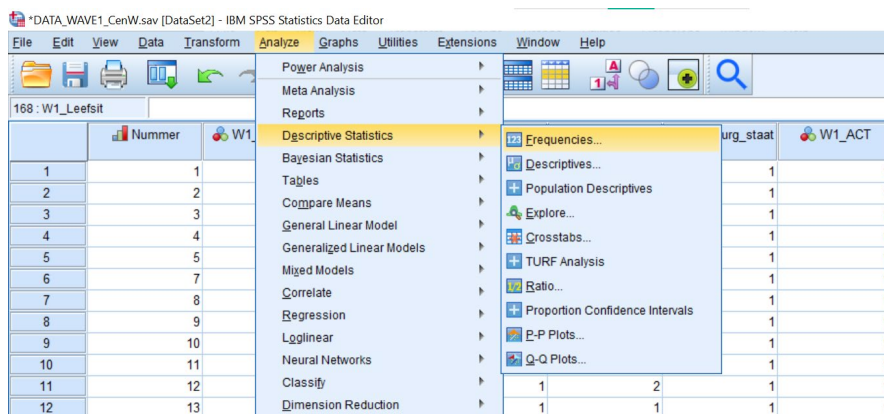 *DATA_WAVE1_CenW.sav [DataSet2] - IBM SPSS Statistics Data Editor
File Edit View Data Transform Analyze Graphs Utilities Extensions Window Help
168 : W1_Leefsit
Nummer W1_ urg_staat W1_ACT
Power Analysis
Meta Analysis
Reports
Descriptive Statistics
Bayesian Statistics
Tables
Compare Means
General Linear Model
Generalized Linear Models
Mixed Models
Correlate
Regression
Loglinear
Neural Networks
Classify
Dimension Reduction
123 Frequencies...
Descriptives...
Population Descriptives
Explore...
Crosstabs...
TURF Analysis
1/2 Ratio...
Proportion Confidence Intervals
P-P Plots...
Q-Q Plots...
1 1 1
2 2 1
3 3 1
4 4 1
5 5 1
6 7 1
7 8 1
8 9 1
9 10 1
10 11 1
11 12 1 2 1
12 13 1 1 1